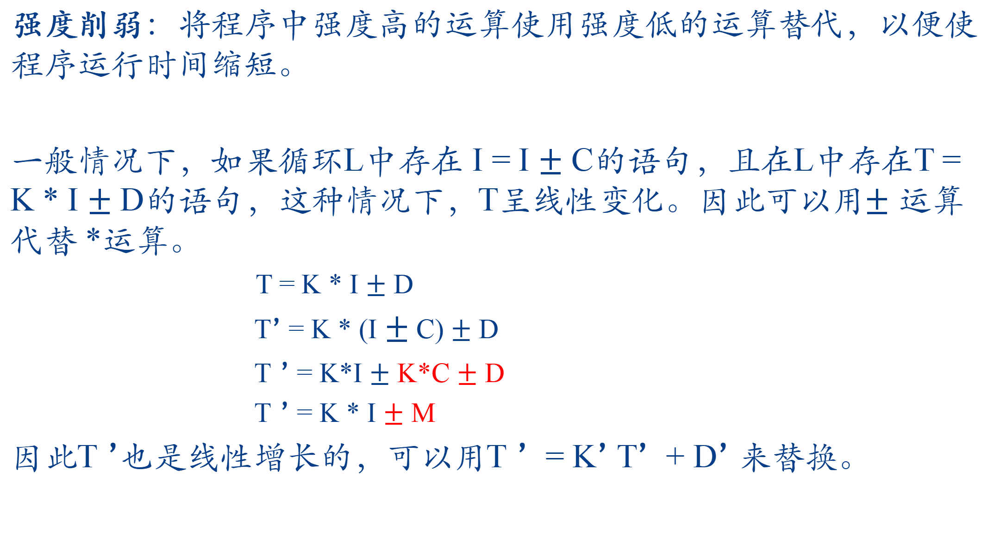 强度削弱：将程序中强度高的运算使用强度低的运算替代，以便使
程序运行时间缩短。
一般情况下，如果循环L中存在 I = I ± C的语句，且在L中存在T =
K * I ± D的语句，这种情况下，T呈线性变化。因此可以用± 运算
代替 *运算。
T = K * I ± D
T’ = K * (I ± C) ± D
T ’ = K*I ± K*C ± D
T ’ = K * I ± M
因此T ’也是线性增长的，可以用T ’ = K’ T’ + D’ 来替换。